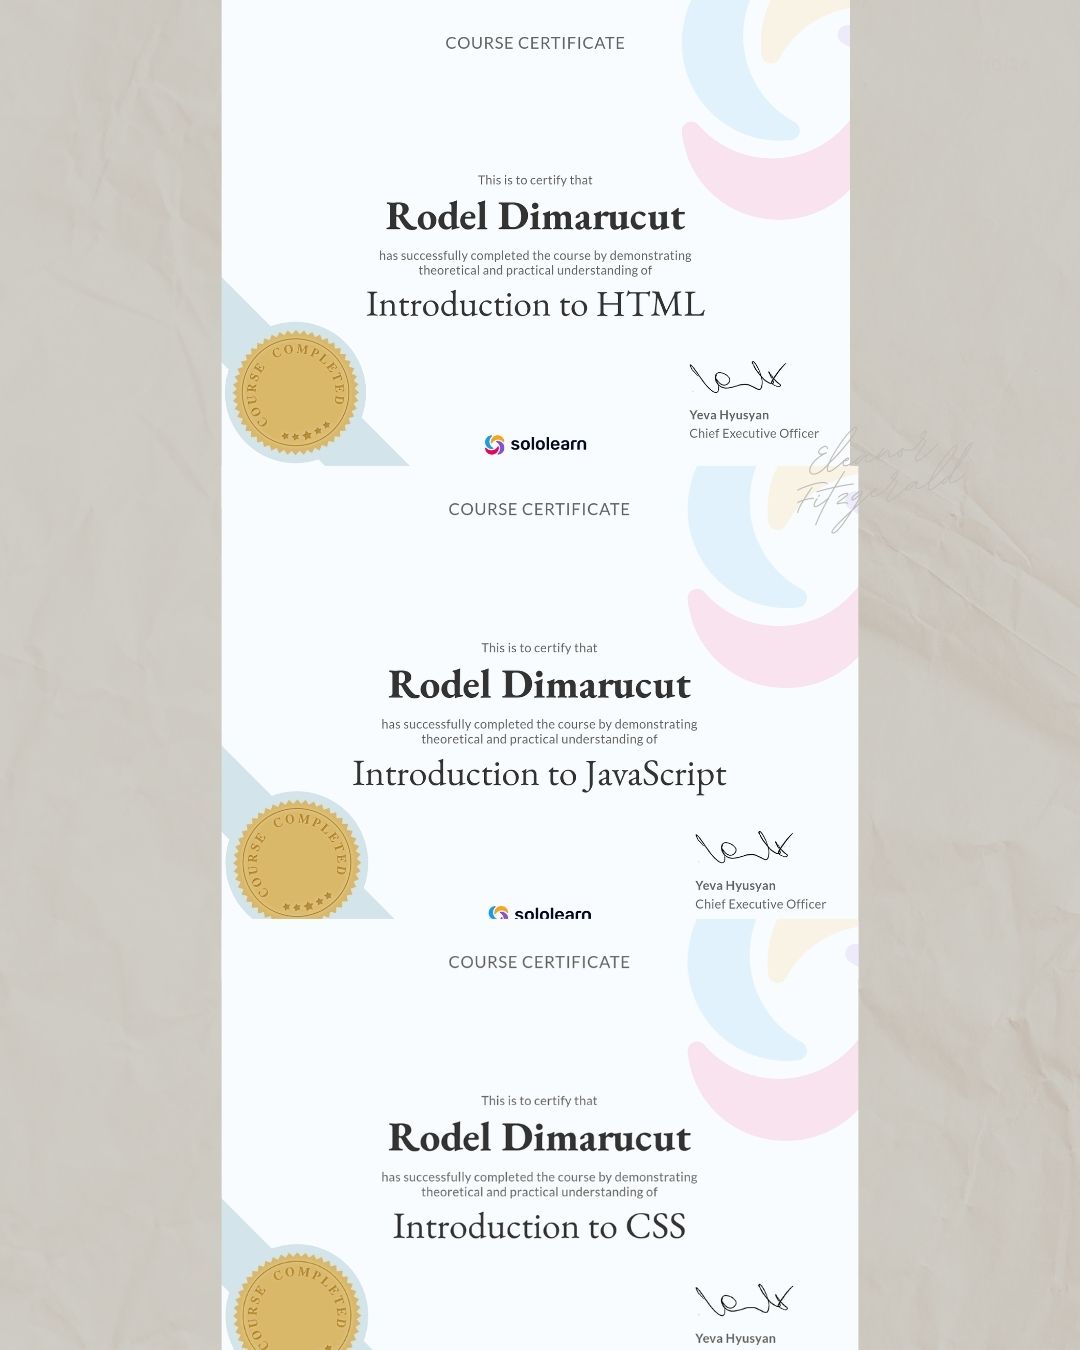 COURSE CERTIFICATE
This is to certify that
Rodel Dimarucut
has successfully completed the course by demonstrating
theoretical and practical understanding of
Introduction to HTML
COURSE COMPLETED
Yeva Hyusyan
Chief Executive Officer
sololearn
Eleanor
Fitzgerald
COURSE CERTIFICATE
This is to certify that
Rodel Dimarucut
has successfully completed the course by demonstrating
theoretical and practical understanding of
Introduction to JavaScript
COURSE COMPLETED
Yeva Hyusyan
Chief Executive Officer
sololearn
COURSE CERTIFICATE
This is to certify that
Rodel Dimarucut
has successfully completed the course by demonstrating
theoretical and practical understanding of
Introduction to CSS
COURSE COMPLETED
Yeva Hyusyan